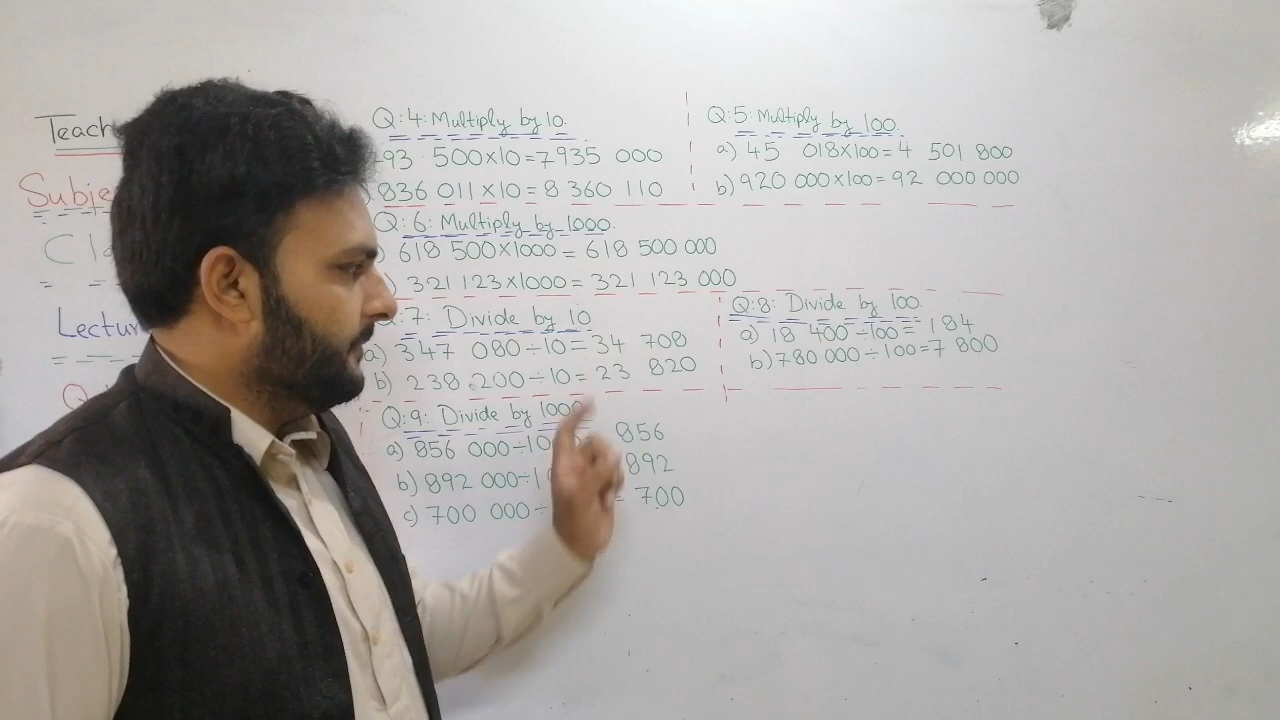 Teach
Subje
Cl
Lectur
Q
Q:4: Multiply by 10.
793 500×10=7935 000
836 011×10=8 360 110
Q:5: Multiply by 100.
a) 45 018×100=4 501 800
b) 920 000×100=92 000 000
Q:6: Multiply by 1000.
618 500×1000=618 500 000
321 123×1000=321 123 000
Q:7: Divide by 10
a) 347 080÷10=34 708
b) 238 200÷10=23 820
Q:8: Divide by 100.
a) 18 400÷100=184
b) 780 000÷100=7 800
Q:9: Divide by 1000
a) 856 000÷10 856
b) 892 000÷1 892
c) 700 000÷ = 700